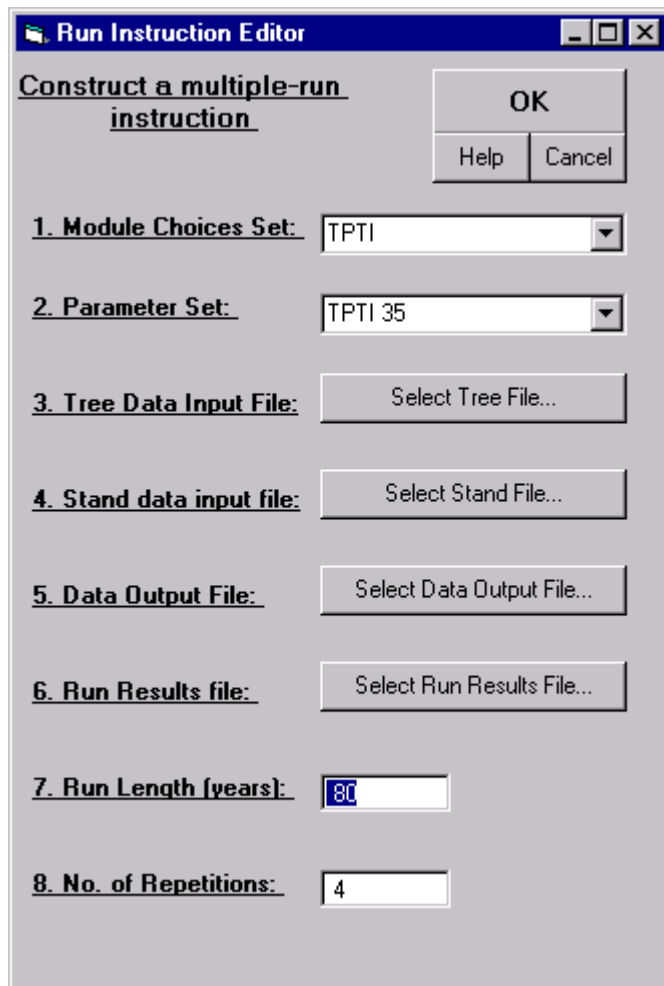 Run Instruction Editor
Construct a multiple-run
instruction
OK
Help Cancel
1. Module Choices Set: TPTI
2. Parameter Set: TPTI 35
3. Tree Data Input File: Select Tree File...
4. Stand data input file: Select Stand File...
5. Data Output File: Select Data Output File...
6. Run Results file: Select Run Results File...
7. Run Length (years): 80
8. No. of Repetitions: 4